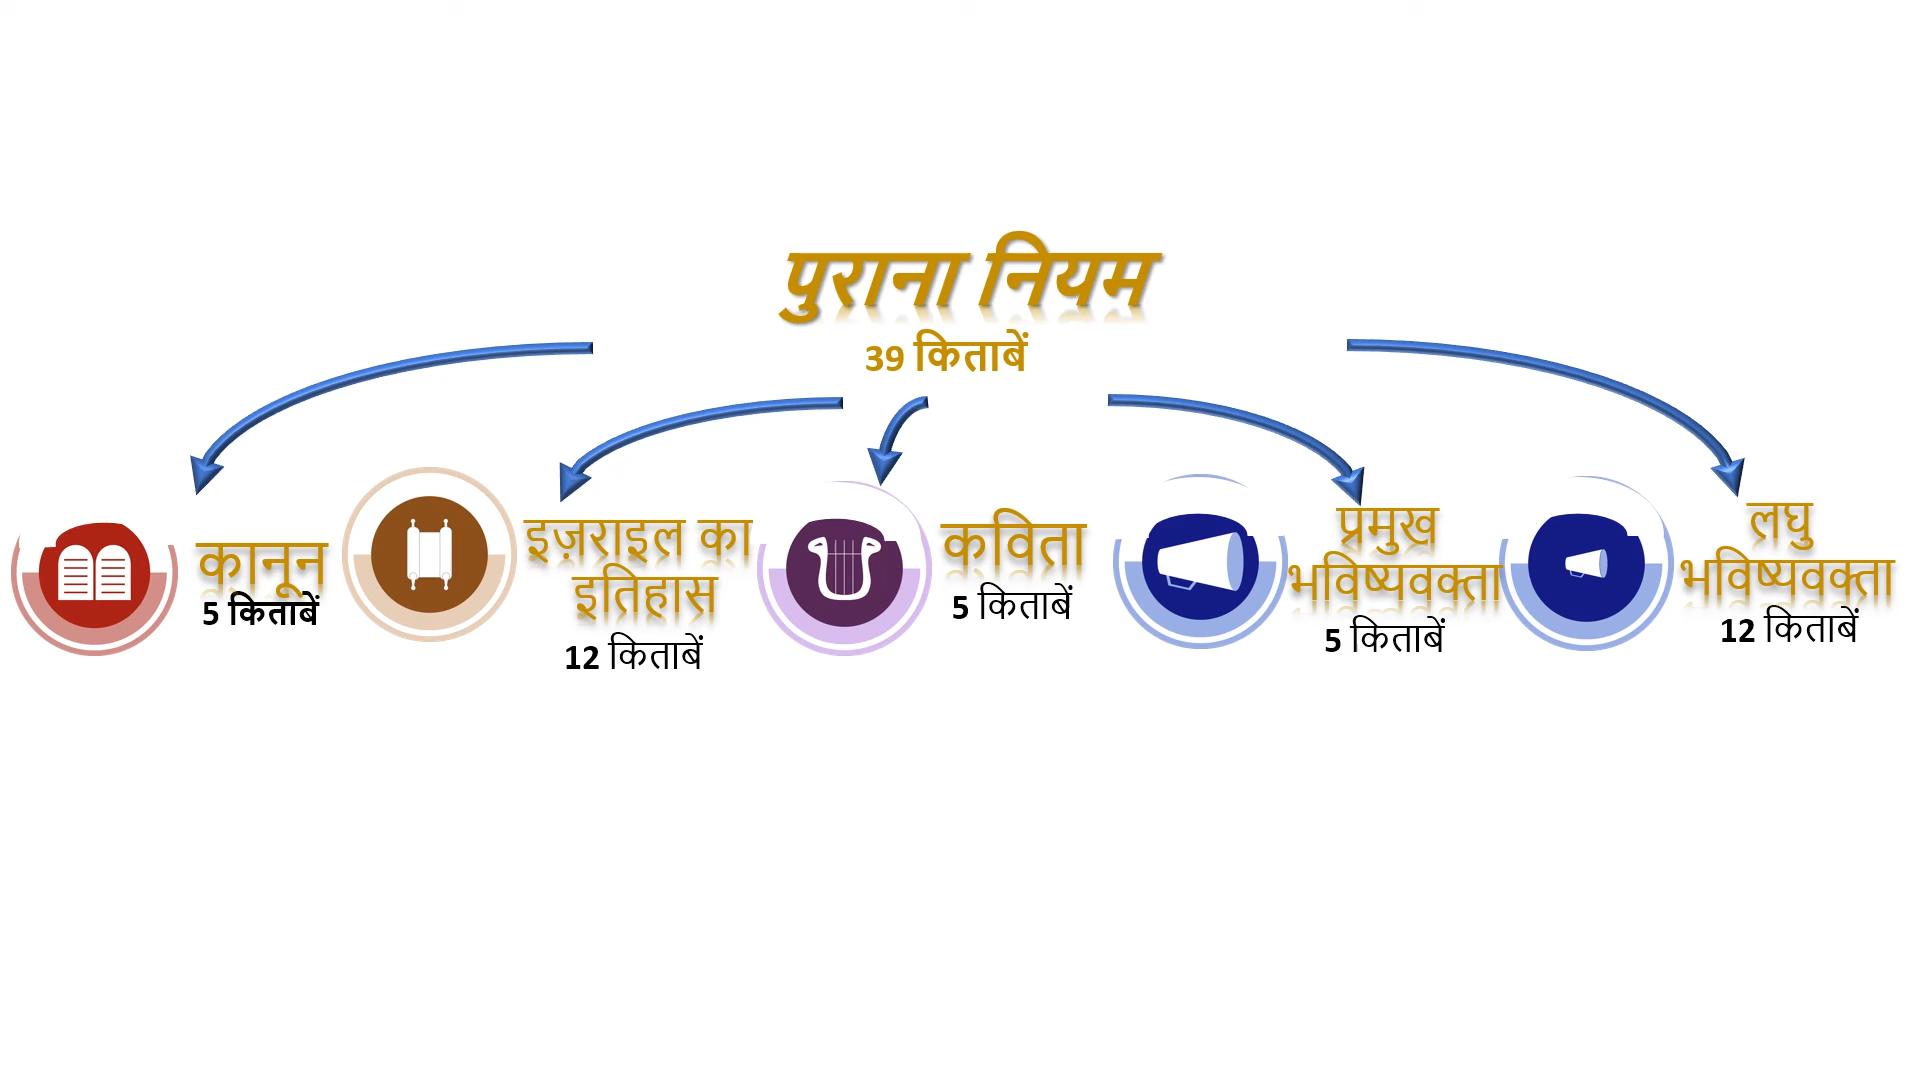 पुराना नियम
39 किताबें
कानून
5 किताबें
इज़राइल का
इतिहास
12 किताबें
कविता
5 किताबें
प्रमुख
भविष्यवक्ता
5 किताबें
लघु
भविष्यवक्ता
12 किताबें